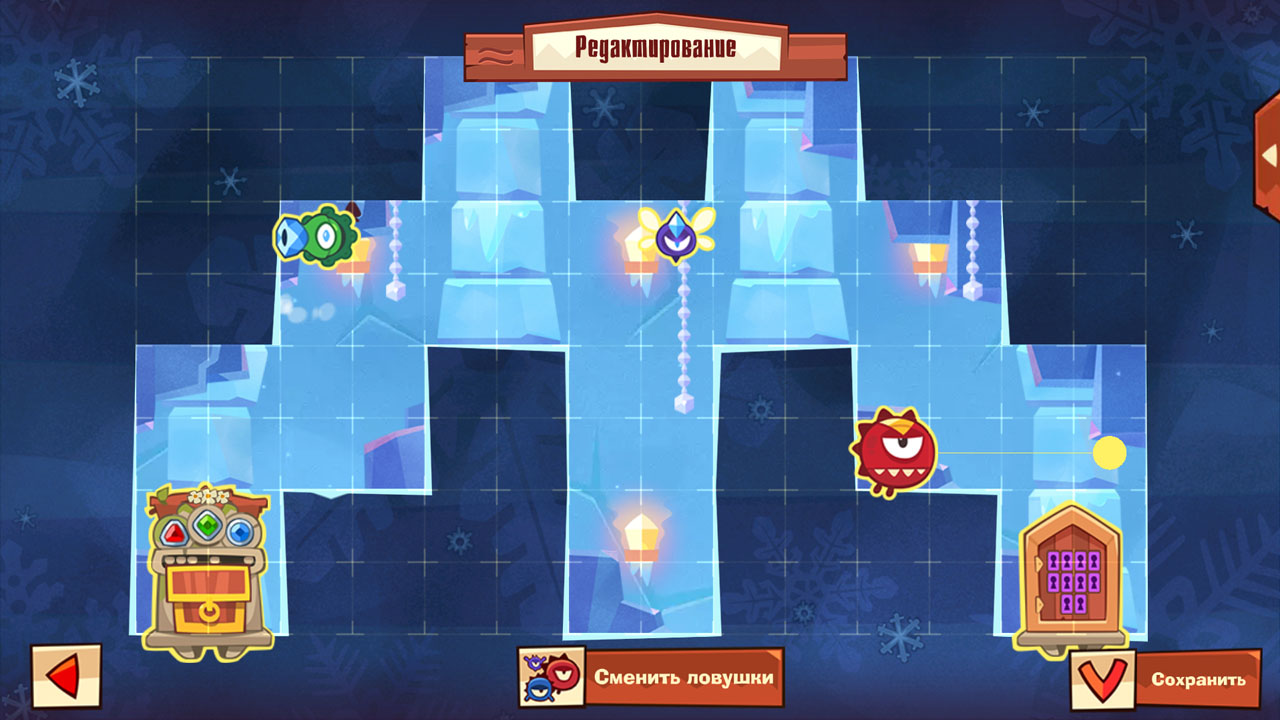 Редактирование
Сменить ловушки
Сохранить